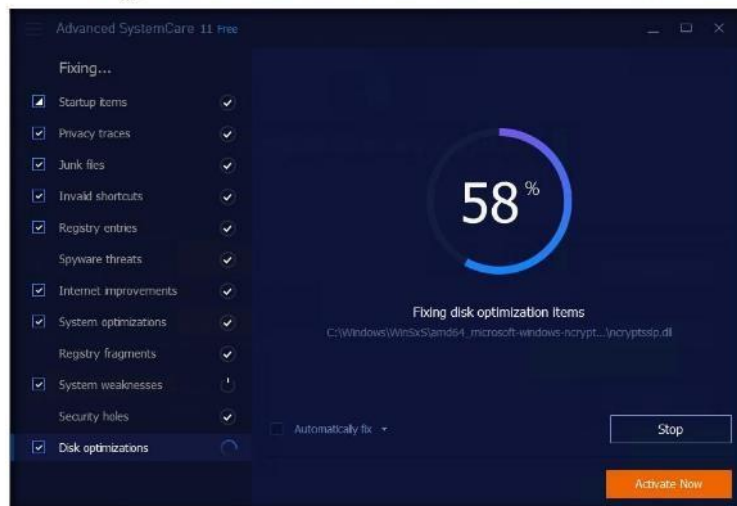 Advanced SystemCare 11 Free
Fixing...
Startup items
Privacy traces
Junk files
Invalid shortcuts
Registry entries
Spyware threats
Internet improvements
System optimizations
Registry fragments
System weaknesses
Security holes
Disk optimizations
58%
Fixing disk optimization items
C:\Windows\WinSxS\amd64_microsoft-windows-ncrypt...\ncryptsslp.dll
Automatically fix
Stop
Activate Now